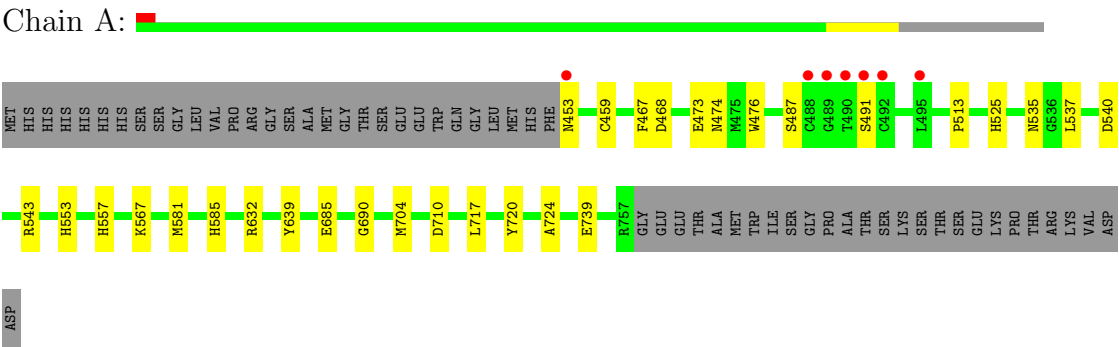 Chain A:
MET HIS HIS HIS HIS HIS HIS SER SER GLY LEU VAL PRO ARG GLY SER ALA MET GLY THR SER GLU GLU TRP GLN GLY LEU MET HIS PHE N453 C459 F467 D468 E473 N474 M475 W476 S487 C488 G489 T490 S491 C492 L495 P513 H525 N535 G536 L537 D540
R543 H553 H557 K567 M581 H585 R632 Y639 E685 G690 M704 D710 L717 Y720 A724 E739 R757 GLY GLU GLU THR ALA MET TRP ILE SER GLY PRO ALA THR SER LYS SER THR SER GLU LYS PRO THR ARG LYS VAL ASP
ASP